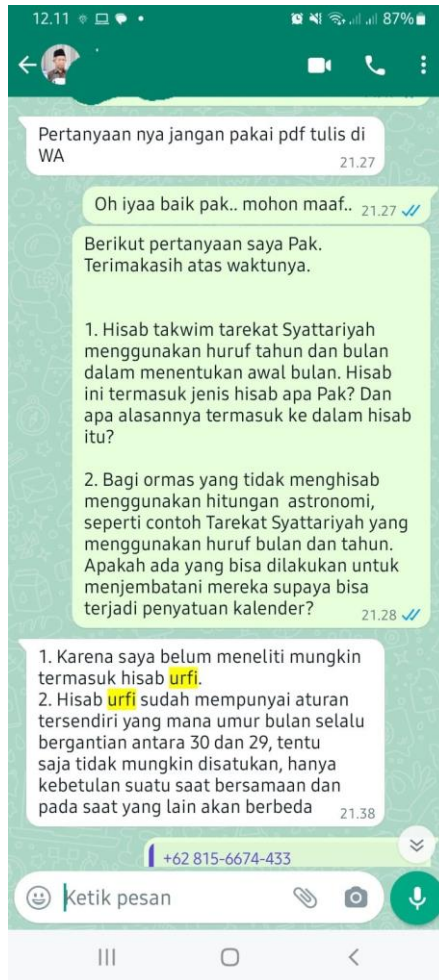 12.11
87%
Pertanyaan nya jangan pakai pdf tulis di
WA
21.27
Oh iyaa baik pak.. mohon maaf.. 21.27
Berikut pertanyaan saya Pak.
Terimakasih atas waktunya.
1. Hisab takwim tarekat Syattariyah
menggunakan huruf tahun dan bulan
dalam menentukan awal bulan. Hisab
ini termasuk jenis hisab apa Pak? Dan
apa alasannya termasuk ke dalam hisab
itu?
2. Bagi ormas yang tidak menghisab
menggunakan hitungan astronomi,
seperti contoh Tarekat Syattariyah yang
menggunakan huruf bulan dan tahun.
Apakah ada yang bisa dilakukan untuk
menjembatani mereka supaya bisa
terjadi penyatuan kalender?
21.28
1. Karena saya belum meneliti mungkin
termasuk hisab urfi.
2. Hisab urfi sudah mempunyai aturan
tersendiri yang mana umur bulan selalu
bergantian antara 30 dan 29, tentu
saja tidak mungkin disatukan, hanya
kebetulan suatu saat bersamaan dan
pada saat yang lain akan berbeda
21.38
+62 815-6674-433
Ketik pesan